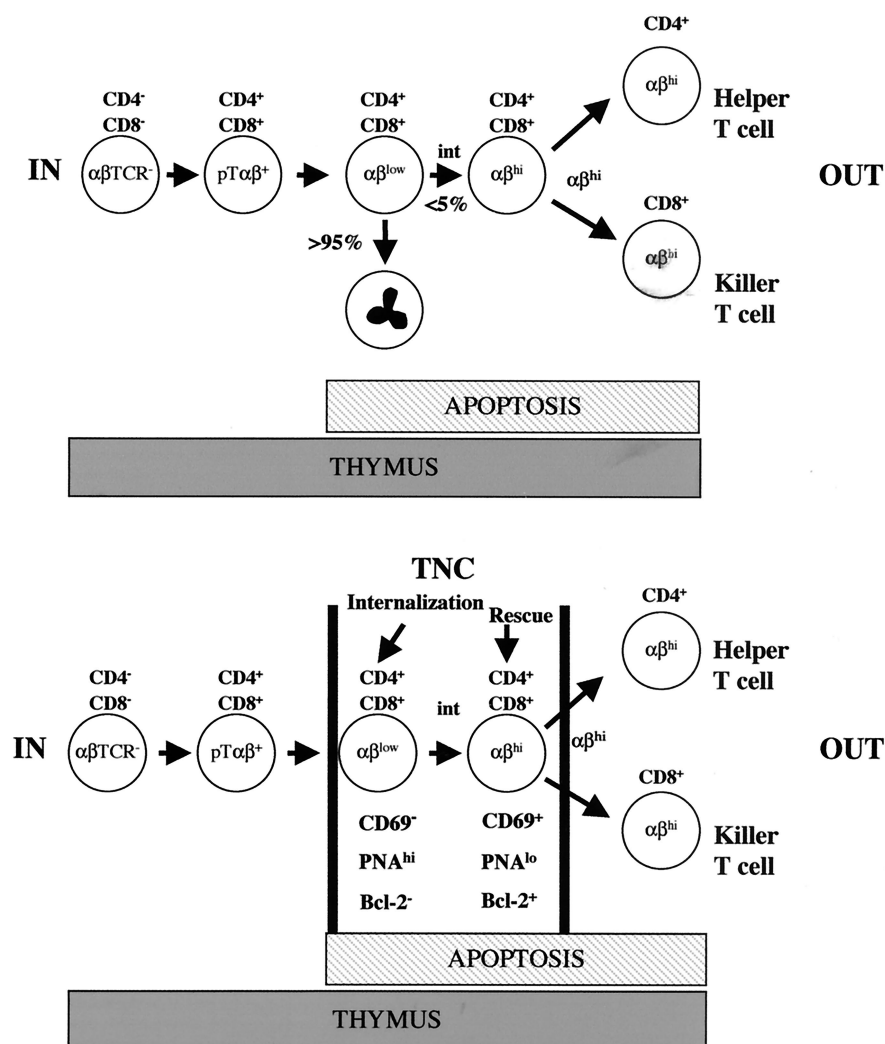 CD4⁺
αβʰⁱ
Helper
T cell
CD4⁻ CD4⁺ CD4⁺ CD4⁺
CD8⁻ CD8⁺ CD8⁺ CD8⁺
int
IN αβTCR⁻ pTαβ⁺ αβˡᵒʷ αβʰⁱ αβʰⁱ OUT
<5%
CD8⁺
>95%
αβʰⁱ
Killer
T cell
APOPTOSIS
THYMUS
TNC
Internalization
Rescue
CD4⁺
αβʰⁱ
Helper
T cell
CD4⁻ CD4⁺ CD4⁺ CD4⁺
CD8⁻ CD8⁺ CD8⁺ CD8⁺
int
IN αβTCR⁻ pTαβ⁺ αβˡᵒʷ αβʰⁱ αβʰⁱ OUT
CD8⁺
αβʰⁱ
Killer
T cell
CD69⁻ CD69⁺
PNAʰⁱ PNAˡᵒ
Bcl-2⁻ Bcl-2⁺
APOPTOSIS
THYMUS